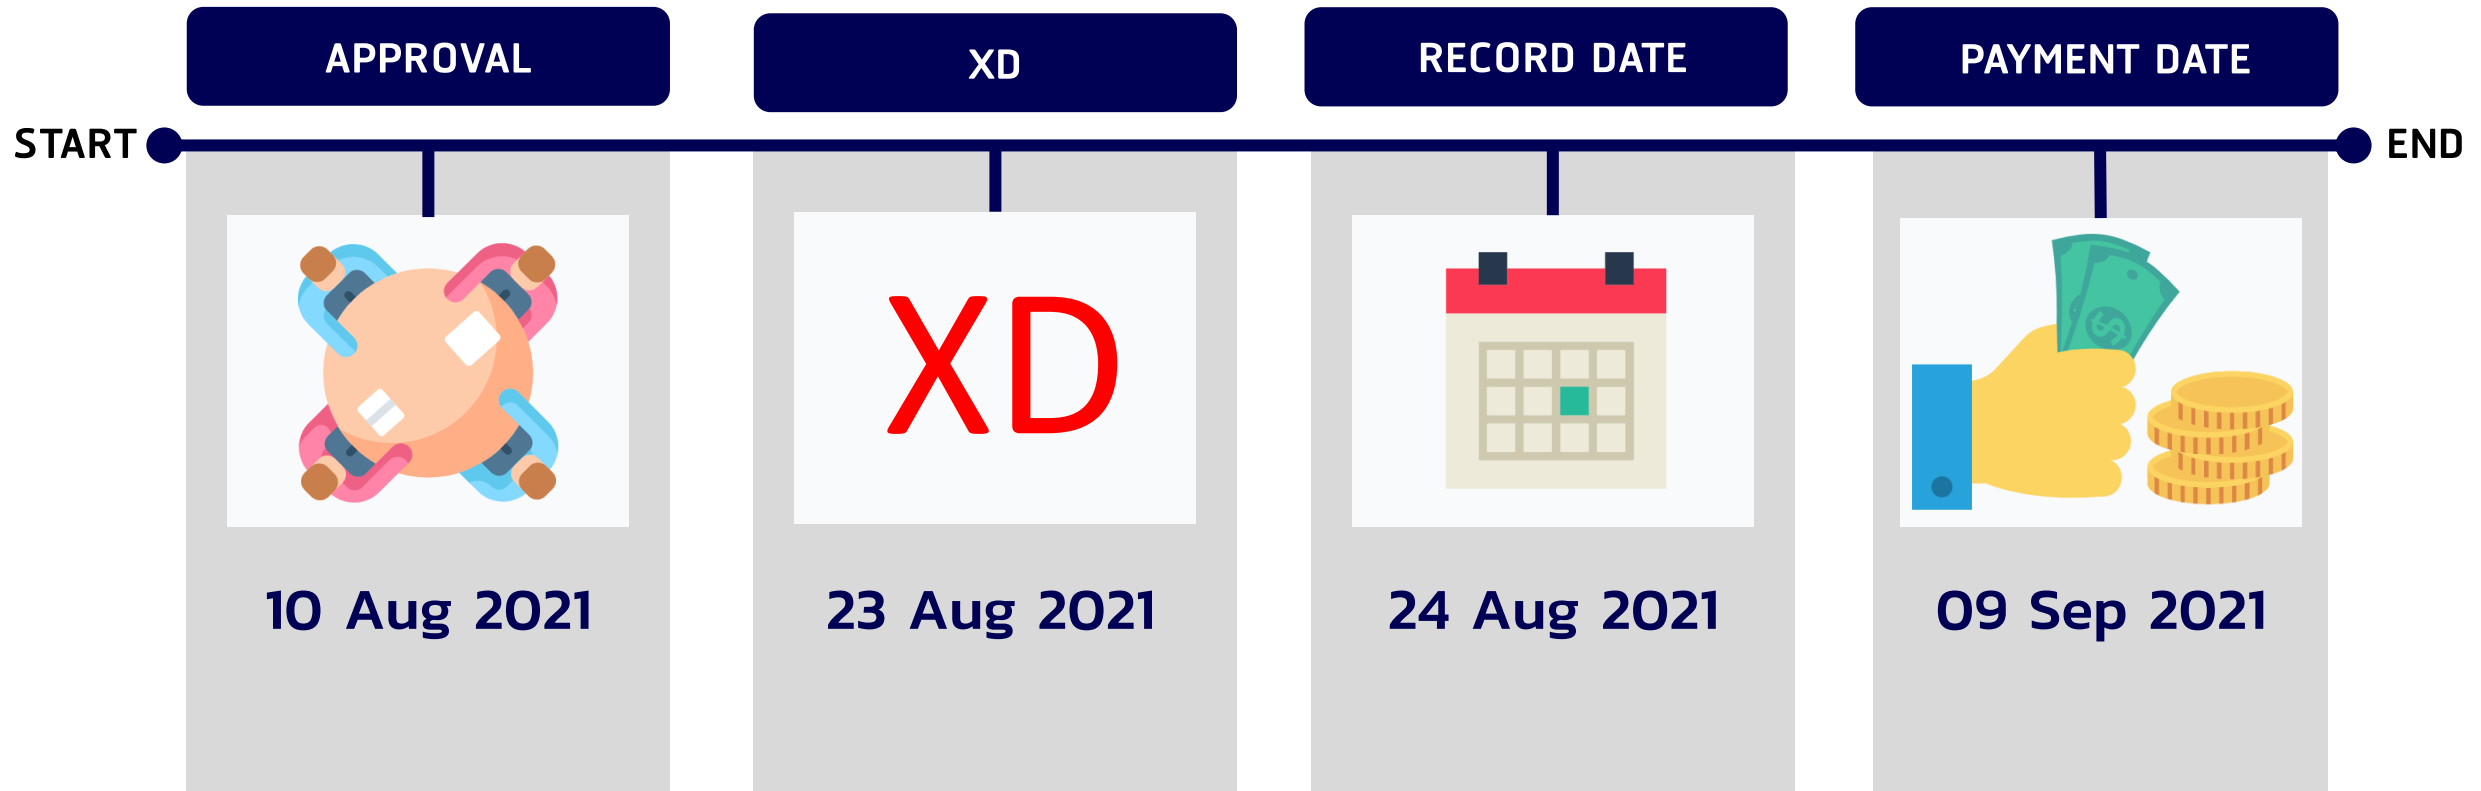 APPROVAL
XD
RECORD DATE
PAYMENT DATE
START
END
XD
10 Aug 2021
23 Aug 2021
24 Aug 2021
09 Sep 2021